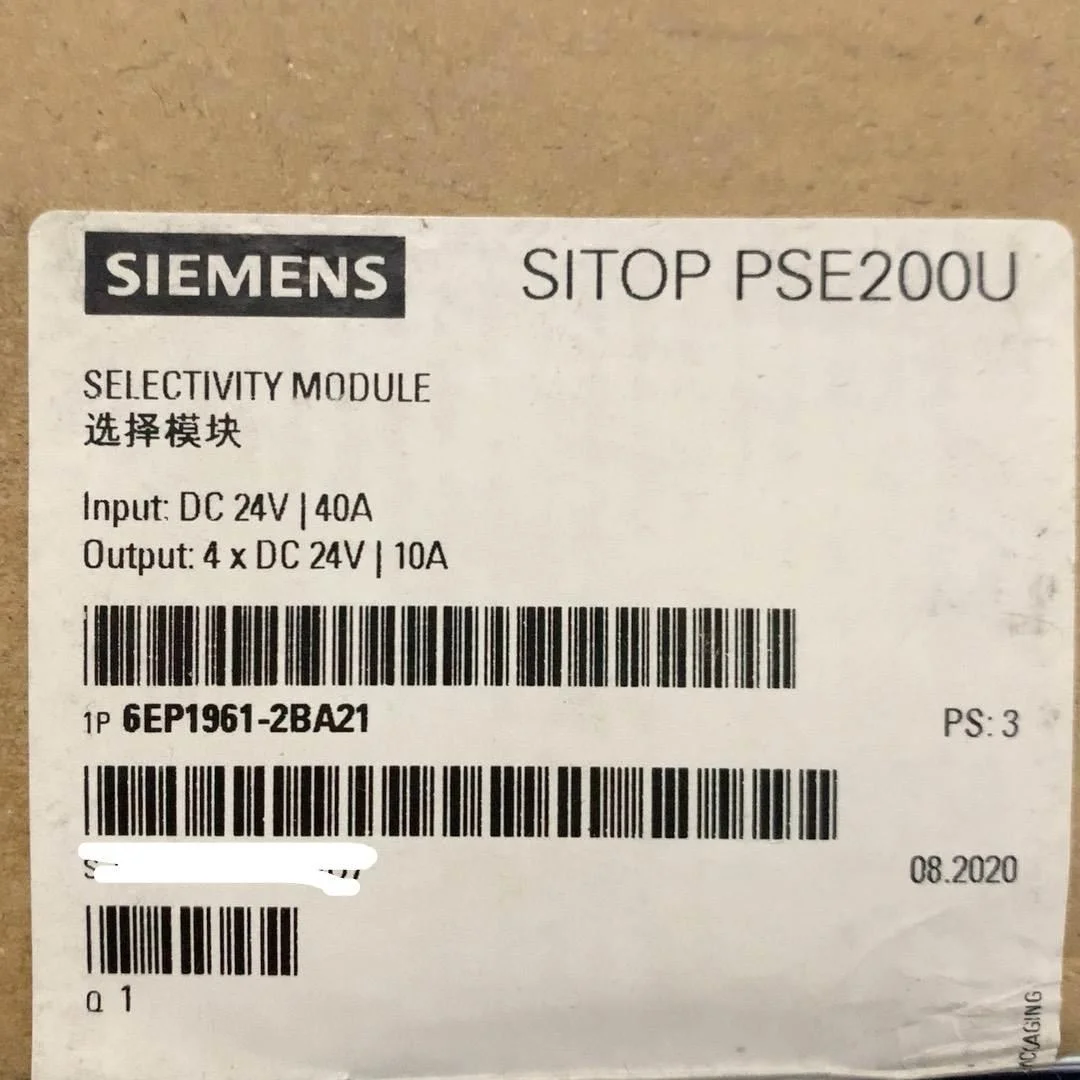 SIEMENS
SITOP PSE200U
SELECTIVITY MODULE
选择模块
Input: DC 24V | 40A
Output: 4 x DC 24V | 10A
1P 6EP1961-2BA21
PS: 3
08.2020
Q 1